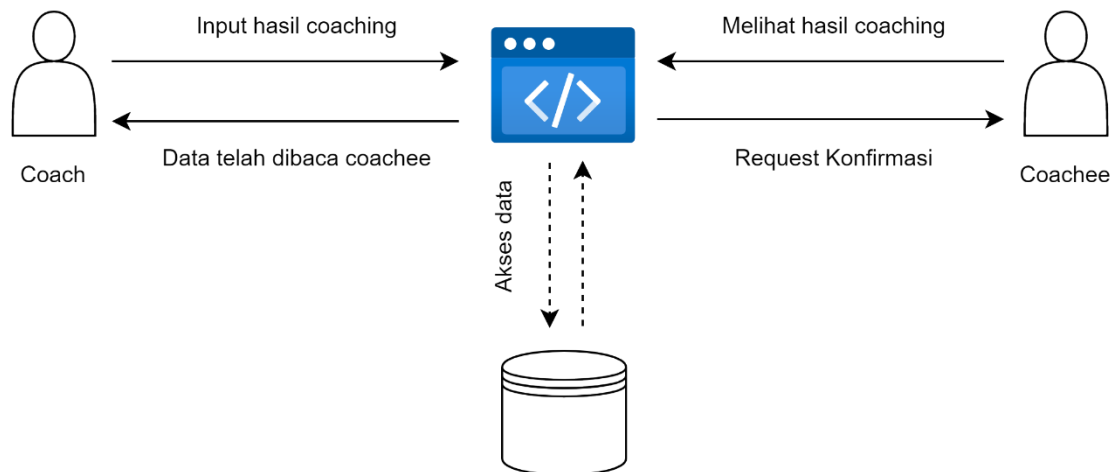 Input hasil coaching
Melihat hasil coaching
Data telah dibaca coachee
Request Konfirmasi
Coach
Coachee
Akses data